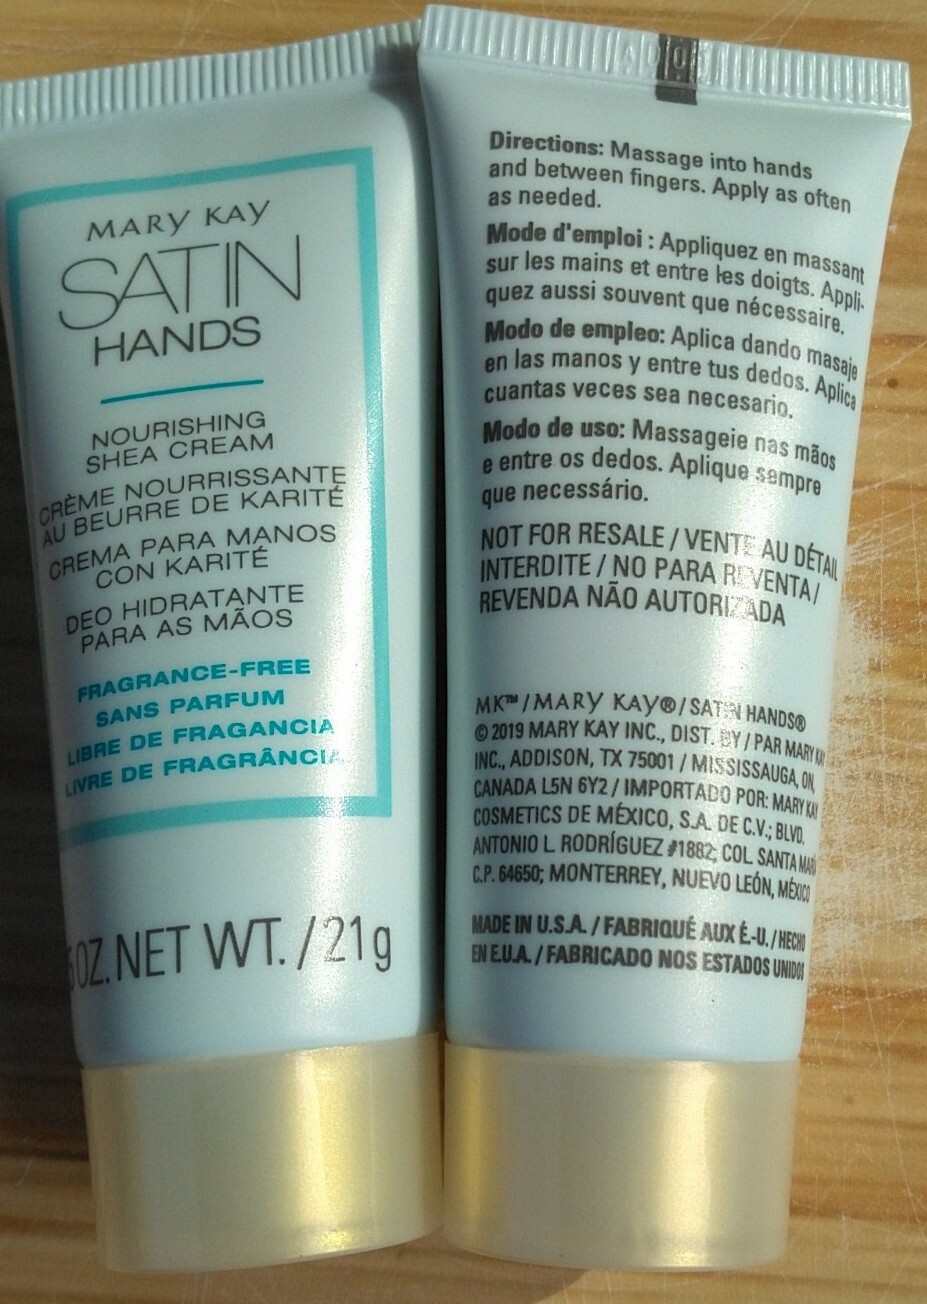 MARY KAY
SATIN
HANDS
NOURISHING
SHEA CREAM
CRÈME NOURRISSANTE
AU BEURRE DE KARITÉ
CREMA PARA MANOS
CON KARITÉ
DEO HIDRATANTE
PARA AS MÃOS
FRAGRANCE-FREE
SANS PARFUM
LIBRE DE FRAGANCIA
LIVRE DE FRAGRÂNCIA
OZ. NET WT. / 21 g
Directions: Massage into hands
and between fingers. Apply as often
as needed.
Mode d'emploi : Appliquez en massant
sur les mains et entre les doigts. Appli-
quez aussi souvent que nécessaire.
Modo de empleo: Aplica dando masaje
en las manos y entre tus dedos. Aplica
cuantas veces sea necesario.
Modo de uso: Massageie nas mãos
e entre os dedos. Aplique sempre
que necessário.
NOT FOR RESALE / VENTE AU DÉTAIL
INTERDITE / NO PARA REVENTA /
REVENDA NÃO AUTORIZADA
MK™ / MARY KAY® / SATIN HANDS®
© 2019 MARY KAY INC., DIST. BY / PAR MARY KAY
INC., ADDISON, TX 75001 / MISSISSAUGA, ON,
CANADA L5N 6Y2 / IMPORTADO POR: MARY KAY
COSMETICS DE MÉXICO, S.A. DE C.V.; BLVD.
ANTONIO L. RODRÍGUEZ #1882; COL. SANTA
C.P. 64650; MONTERREY, NUEVO LEÓN, MÉXICO
MADE IN U.S.A. / FABRIQUÉ AUX É.-U. / HECHO
EN E.U.A. / FABRICADO NOS ESTADOS UNIDOS